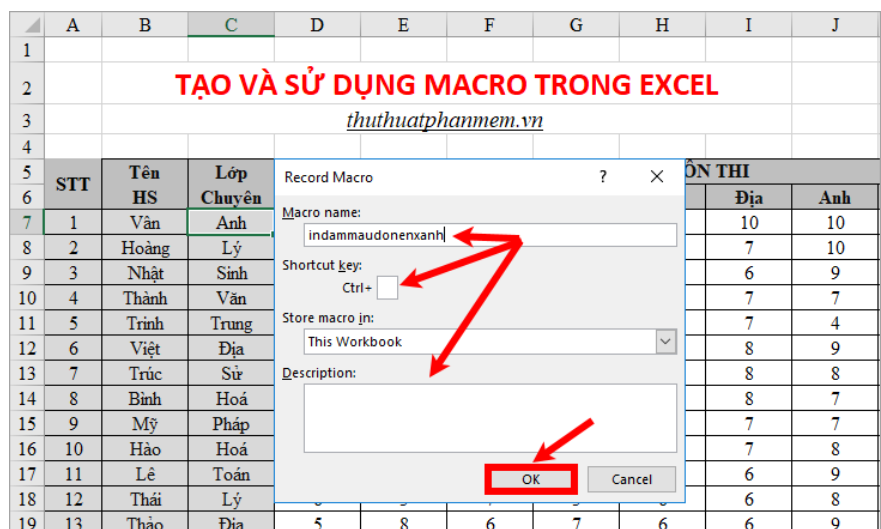 A B C D E F G H I J
1
2 TẠO VÀ SỬ DỤNG MACRO TRONG EXCEL
3 thuthuatphanmem.vn
4
5 STT Tên Lớp ÔN THI
6 HS Chuyên Địa Anh
7 1 Vân Anh 10 10
8 2 Hoàng Lý 7 10
9 3 Nhật Sinh 6 9
10 4 Thành Văn 7 7
11 5 Trinh Trung 7 4
12 6 Việt Địa 8 9
13 7 Trúc Sử 8 8
14 8 Bình Hoá 8 7
15 9 Mỹ Pháp 7 7
16 10 Hào Hoá 7 8
17 11 Lê Toán 6 9
18 12 Thái Lý 6 8
19 13 Thảo Địa 5 8 6 7 6 6 9
Record Macro ?
Macro name:
indammaudonenxanh
Shortcut key:
Ctrl+
Store macro in:
This Workbook
Description:
OK Cancel